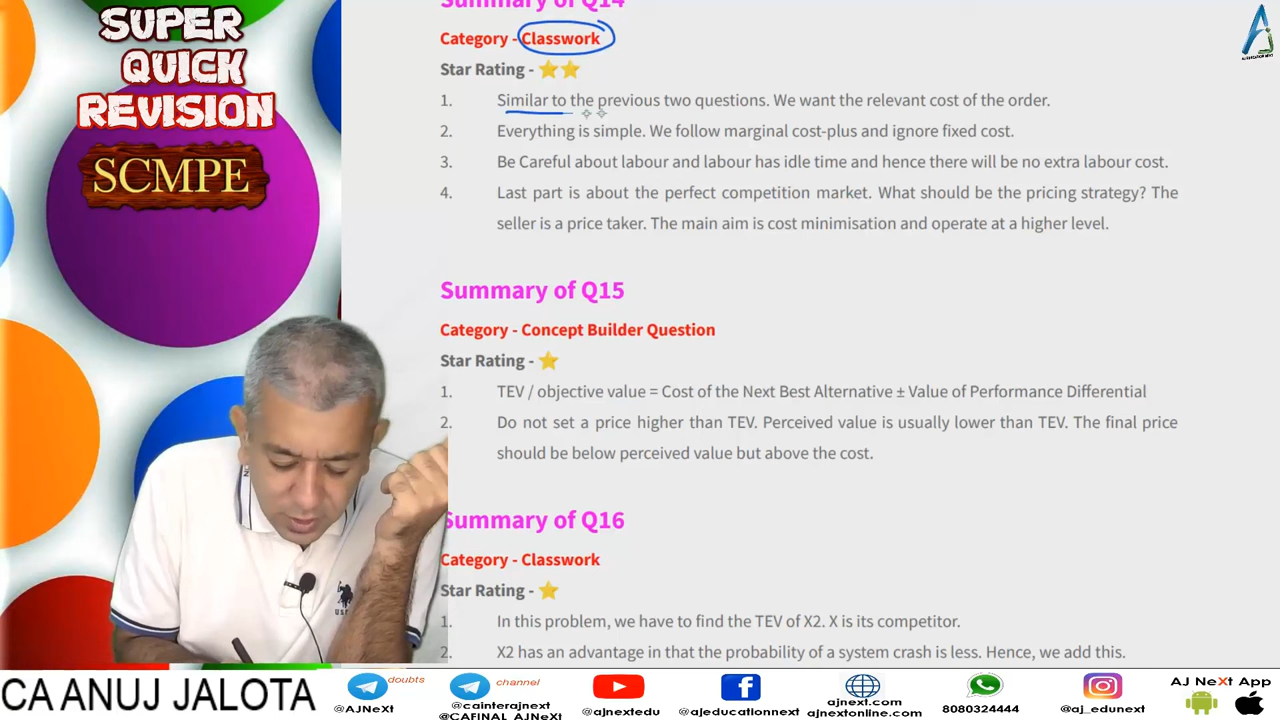 SUPER
QUICK
REVISION
SCMPE
Summary of Q14
Category - Classwork
Star Rating - ⭐⭐
1. Similar to the previous two questions. We want the relevant cost of the order.
2. Everything is simple. We follow marginal cost-plus and ignore fixed cost.
3. Be Careful about labour and labour has idle time and hence there will be no extra labour cost.
4. Last part is about the perfect competition market. What should be the pricing strategy? The
seller is a price taker. The main aim is cost minimisation and operate at a higher level.
Summary of Q15
Category - Concept Builder Question
Star Rating - ⭐
1. TEV / objective value = Cost of the Next Best Alternative ± Value of Performance Differential
2. Do not set a price higher than TEV. Perceived value is usually lower than TEV. The final price
should be below perceived value but above the cost.
Summary of Q16
Category - Classwork
Star Rating - ⭐
1. In this problem, we have to find the TEV of X2. X is its competitor.
2. X2 has an advantage in that the probability of a system crash is less. Hence, we add this.
CA ANUJ JALOTA
doubts
@AJNeXt
channel
@cainterajnext
@CAFINAL_AJNeXt
@ajnextedu
@ajeducationnext
ajnext.com
ajnextonline.com
8080324444
@aj_edunext
AJ NeXt App